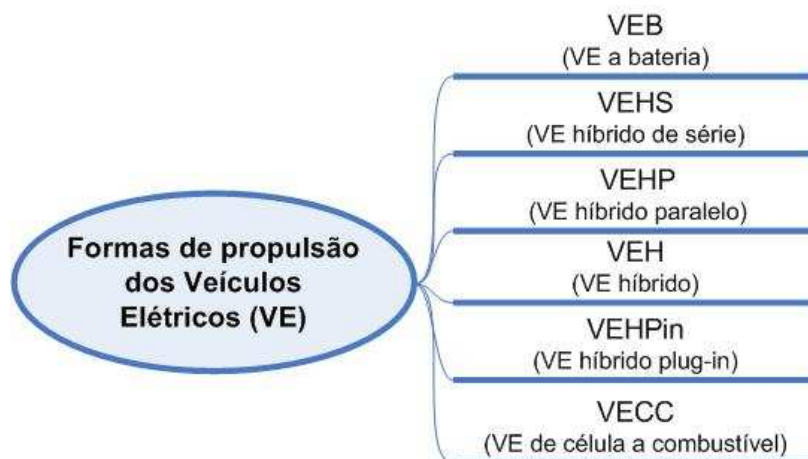 Formas de propulsão
dos Veículos
Elétricos (VE)
VEB
(VE a bateria)
VEHS
(VE híbrido de série)
VEHP
(VE híbrido paralelo)
VEH
(VE híbrido)
VEHPin
(VE híbrido plug-in)
VECC
(VE de célula a combustível)